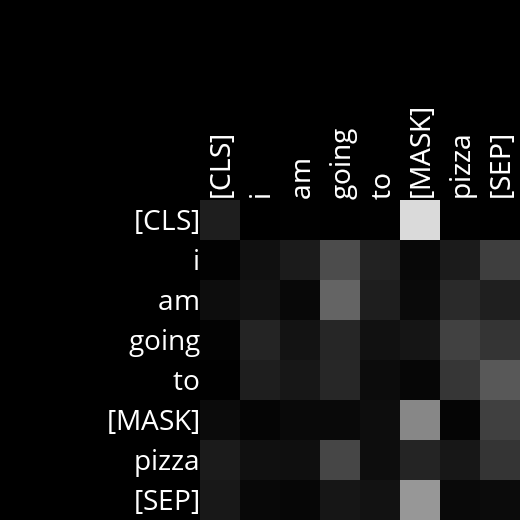 [CLS] i am going to [MASK] pizza [SEP]
[CLS]
i
am
going
to
[MASK]
pizza
[SEP]